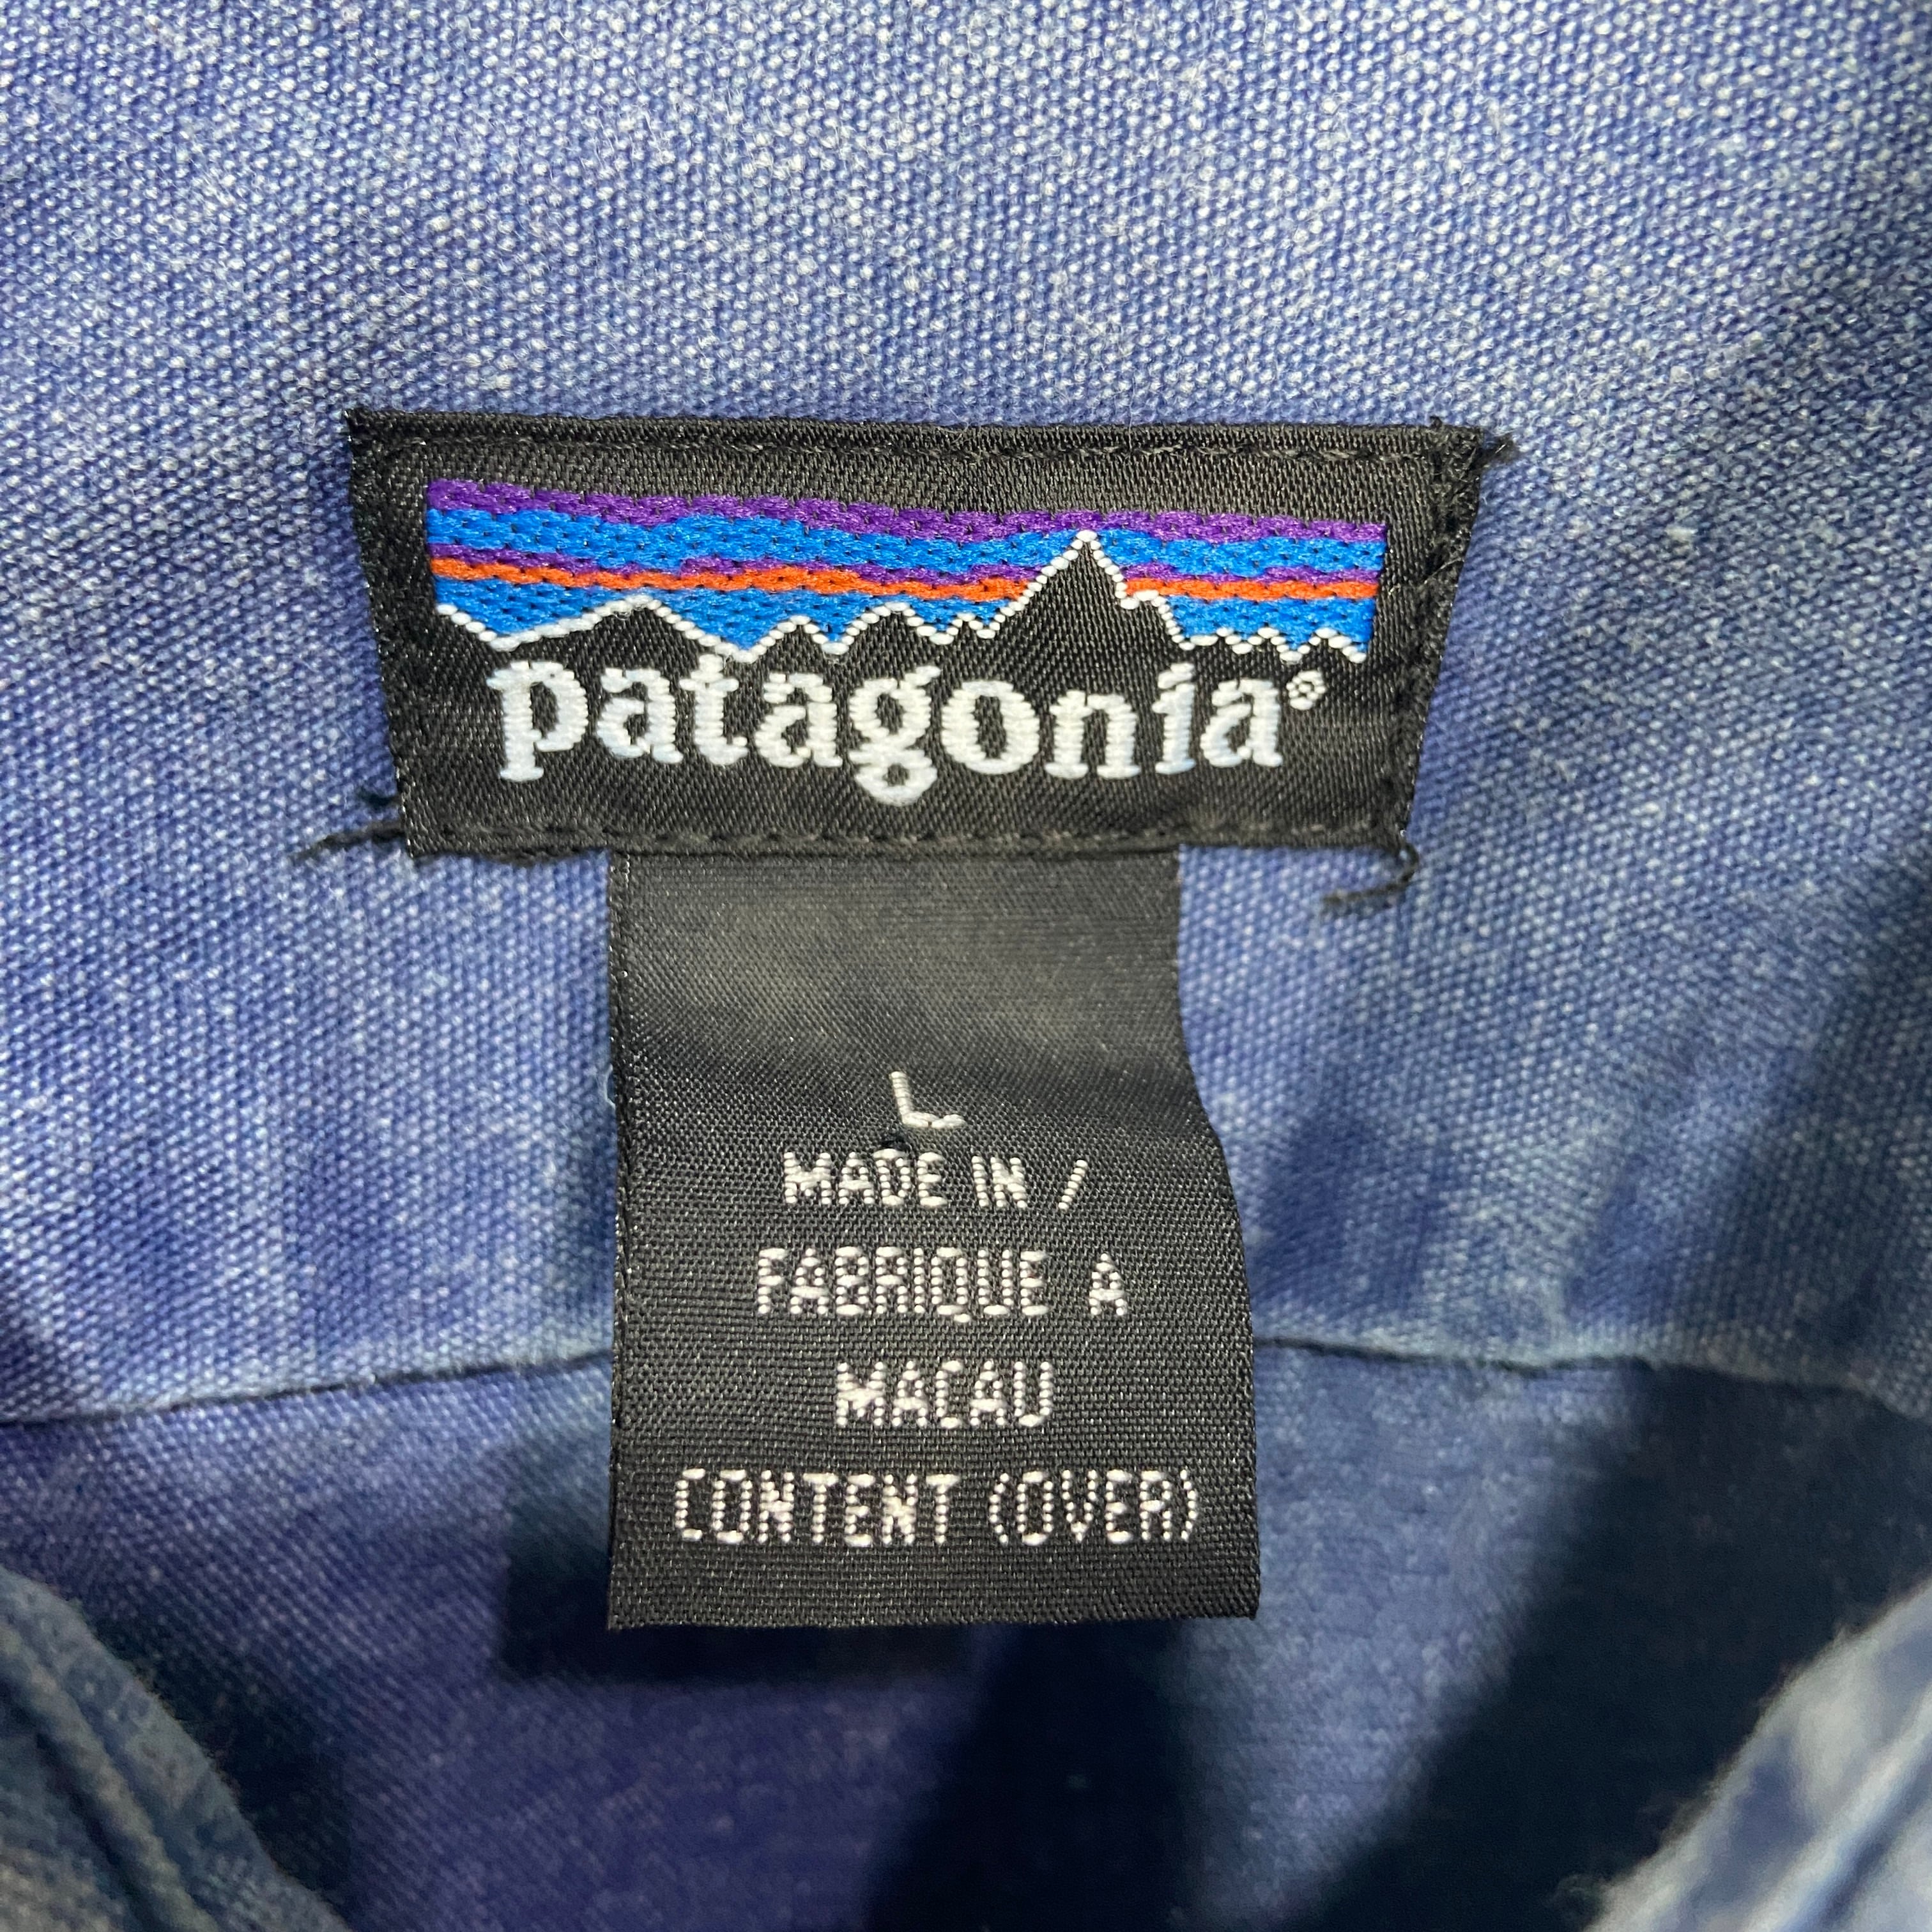 patagonia®
L
MADE IN /
FABRIQUE A
MACAU
CONTENT (OVER)